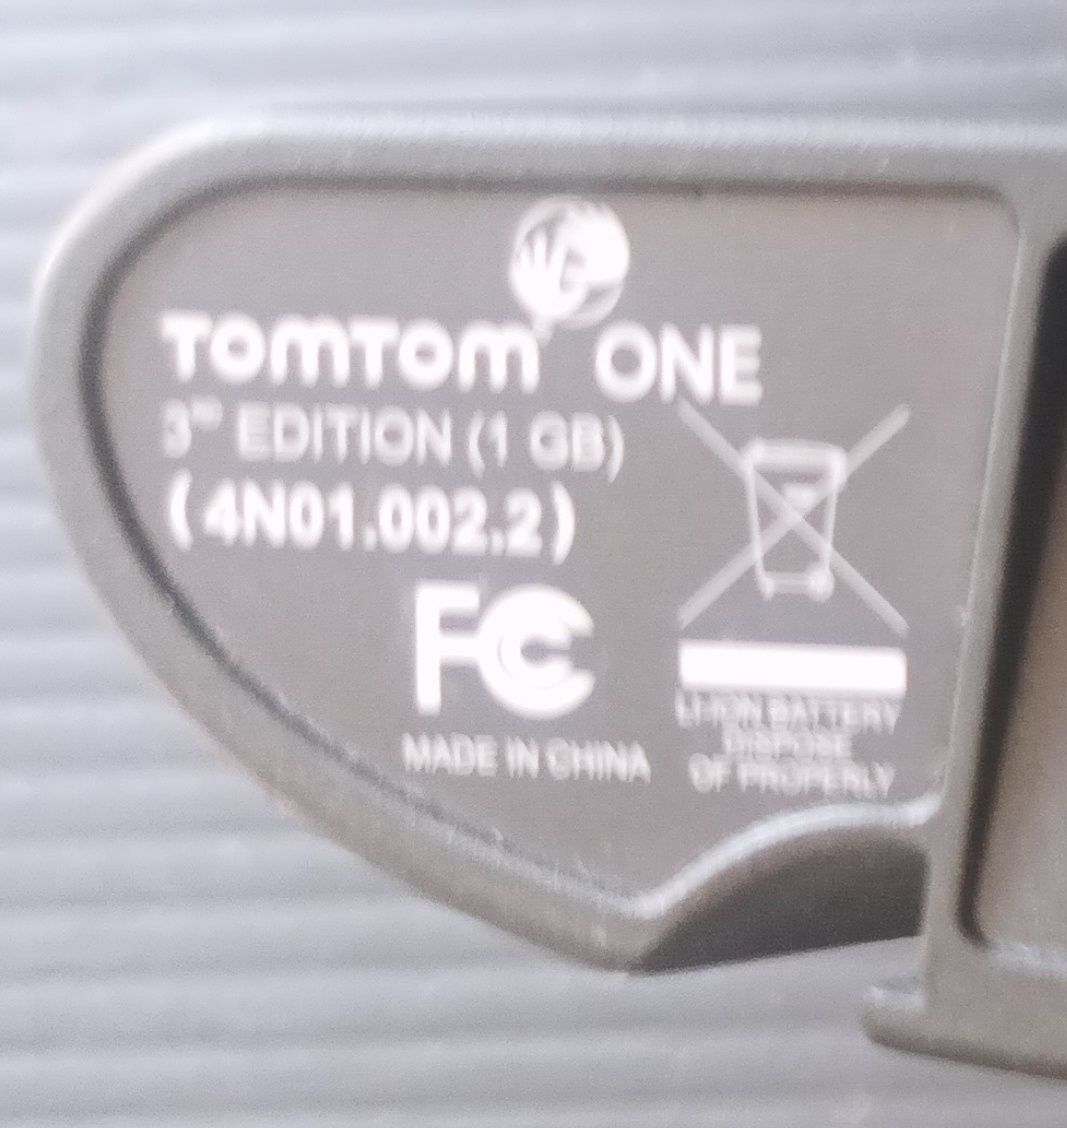 TOMTOM ONE
3RD EDITION (1 GB)
(4N01.002.2)
FC
MADE IN CHINA
LI-ION BATTERY
DISPOSE
OF PROPERLY